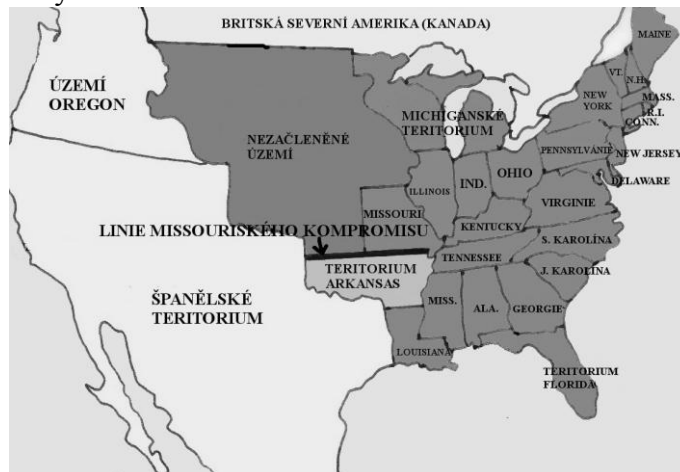 BRITSKÁ SEVERNÍ AMERIKA (KANADA)
MAINE
ÚZEMÍ
OREGON
VT.
N.H.
NEW
YORK
MASS.
R.I.
CONN.
MICHIGANSKÉ
TERITORIUM
NEZAČLENĚNÉ
ÚZEMÍ
PENNSYLVÁNIE
NEW JERSEY
OHIO
IND.
ILLINOIS
DELAWARE
VIRGINIE
MISSOURI
KENTUCKY
LINIE MISSOURISKÉHO KOMPROMISU
S. KAROLÍNA
TENNESSEE
TERITORIUM
ARKANSAS
J. KAROLÍNA
ŠPANĚLSKÉ
TERITORIUM
MISS.
ALA.
GEORGIE
LOUISIANA
TERITORIUM
FLORIDA